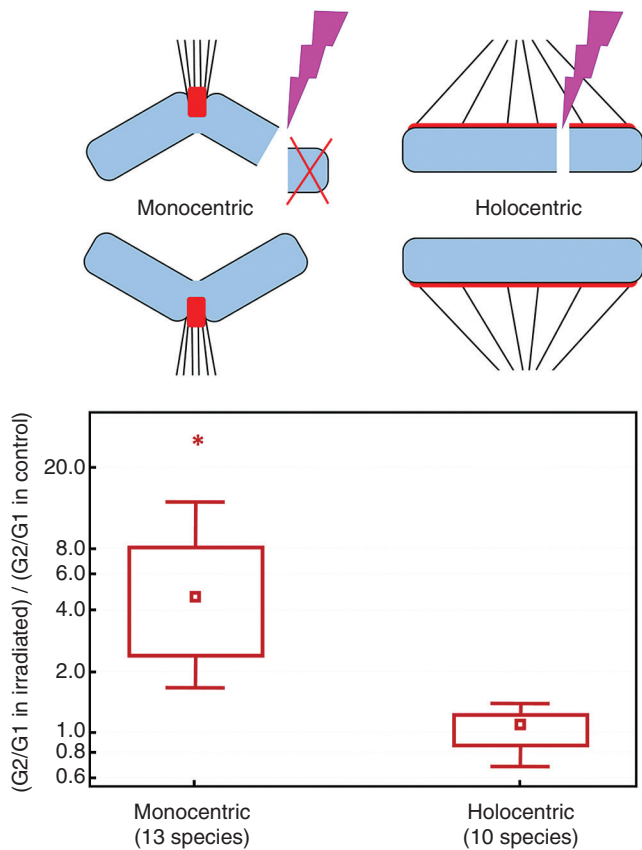 Monocentric
Holocentric
(G2/G1 in irradiated) / (G2/G1 in control)
20.0
8.0
6.0
4.0
2.0
1.0
0.8
0.6
*
Monocentric
(13 species)
Holocentric
(10 species)